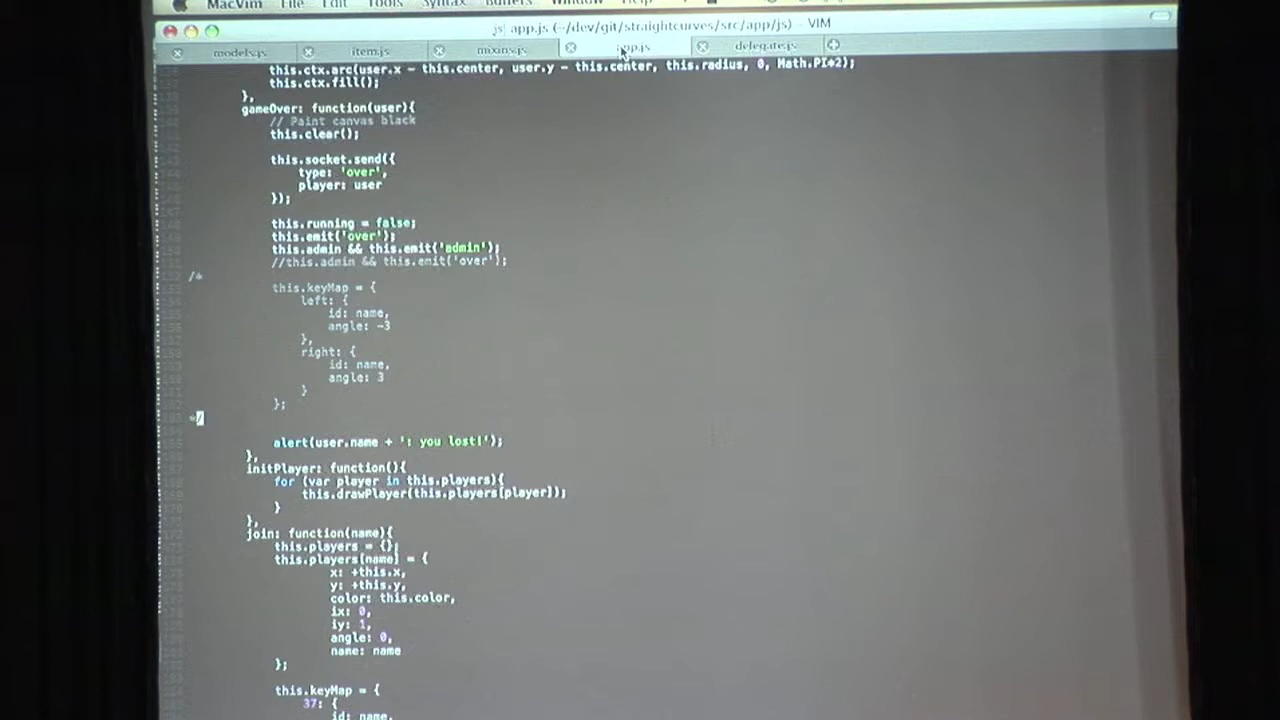 MacVim File Edit Tools Syntax Buffers Window Help
app.js (~/dev/git/straightcurves/src/app/js) - VIM
models.js item.js mixins.js app.js delegate.js
this.ctx.arc(user.x - this.center, user.y - this.center, this.radius, 0, Math.PI*2);
this.ctx.fill();
},
gameOver: function(user){
// Paint canvas black
this.clear();
this.socket.send({
type: 'over',
player: user
});
this.running = false;
this.emit('over');
this.admin && this.emit('admin');
//this.admin && this.emit('over');
/*
this.keyMap = {
left: {
id: name,
angle: -3
},
right: {
id: name,
angle: 3
}
};
*/
alert(user.name + ': you lost!');
},
initPlayer: function(){
for (var player in this.players){
this.drawPlayer(this.players[player]);
}
},
join: function(name){
this.players = {};
this.players[name] = {
x: +this.x,
y: +this.y,
color: this.color,
ix: 0,
iy: 1,
angle: 0,
name: name
};
this.keyMap = {
37: {
id: name,